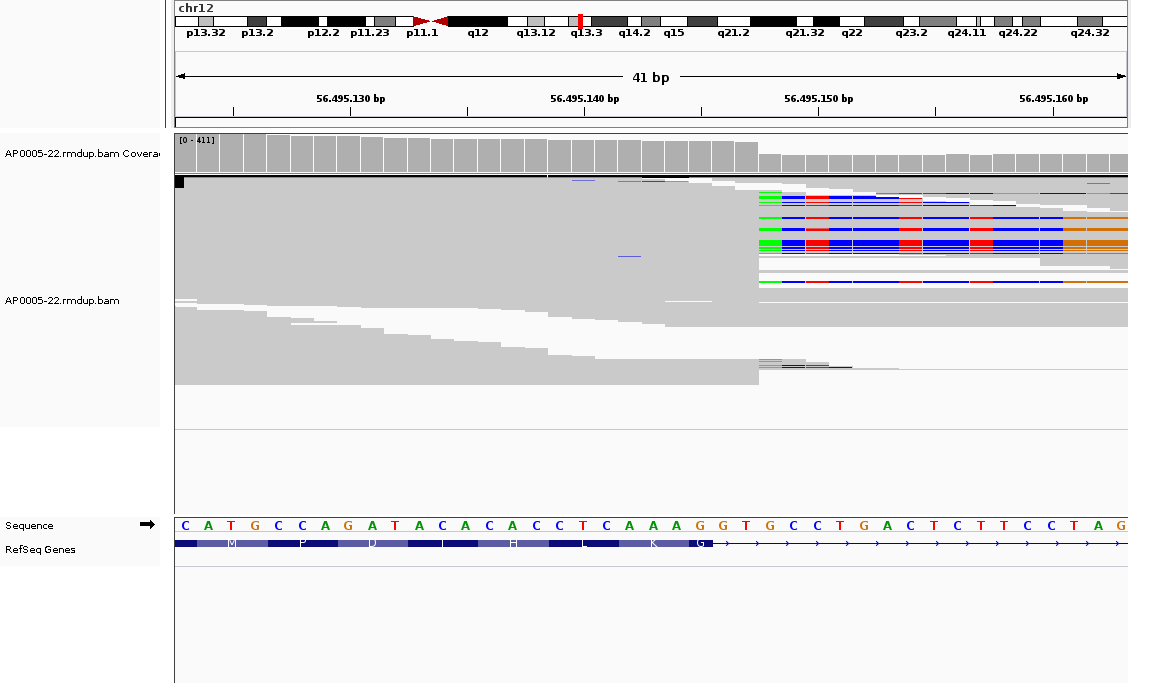 chr12
p13.32 p13.2 p12.2 p11.23 p11.1 q12 q13.12 q13.3 q14.2 q15 q21.2 q21.32 q22 q23.2 q24.11 q24.22 q24.32
41 bp
56.495.130 bp 56.495.140 bp 56.495.150 bp 56.495.160 bp
[0 - 411]
AP0005-22.rmdup.bam Covera
AP0005-22.rmdup.bam
Sequence C A T G C C A G A T A C A C A C C T C A A A G G T G C C T G A C T C T T C C T A G
RefSeq Genes M P D I H L K G